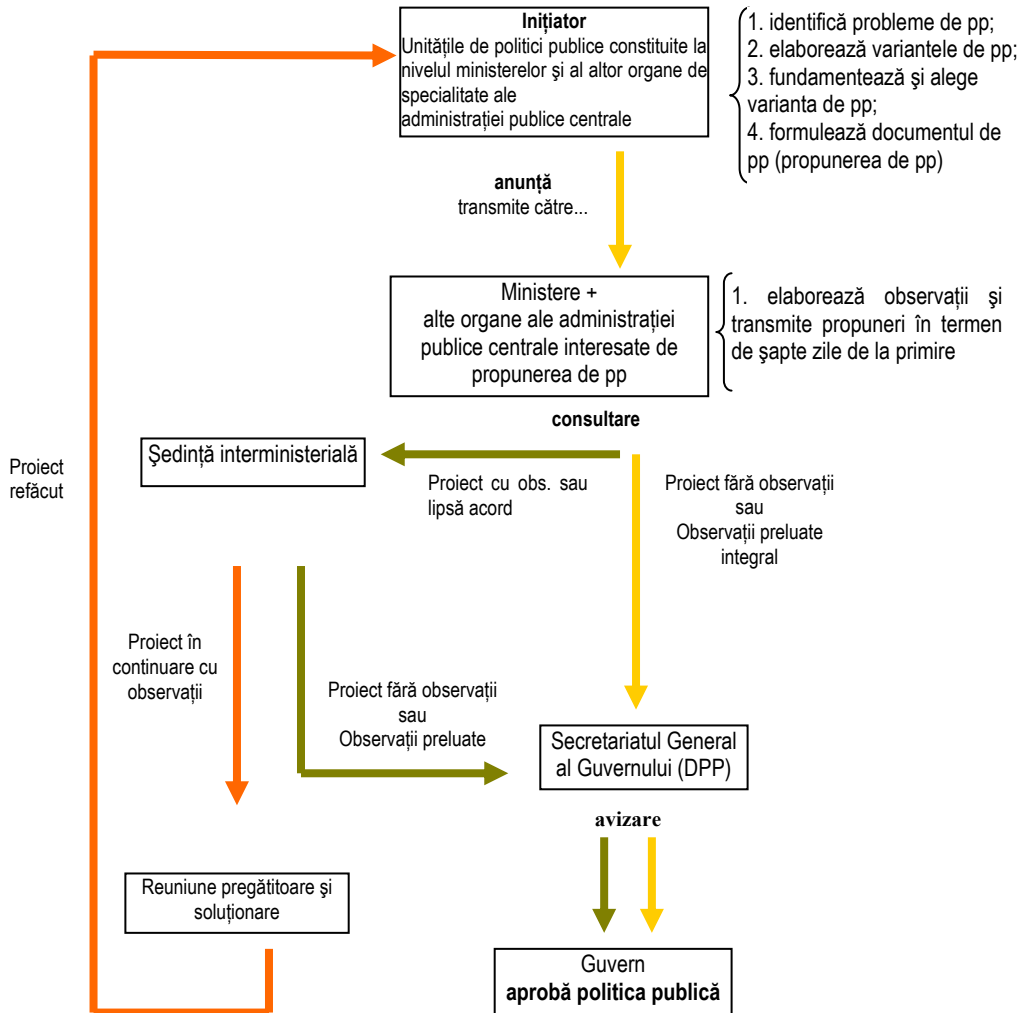 Inițiator
Unitățile de politici publice constituite la
nivelul ministerelor şi al altor organe de
specialitate ale
administrației publice centrale
1. identifică probleme de pp;
2. elaborează variantele de pp;
3. fundamentează şi alege
varianta de pp;
4. formulează documentul de
pp (propunerea de pp)
anunță
transmite către...
Ministere +
alte organe ale administrației
publice centrale interesate de
propunerea de pp
1. elaborează observații şi
transmite propuneri în termen
de şapte zile de la primire
consultare
Şedință interministerială
Proiect
refăcut
Proiect cu obs. sau
lipsă acord
Proiect fără observații
sau
Observații preluate
integral
Proiect în
continuare cu
observații
Proiect fără observații
sau
Observații preluate
Secretariatul General
al Guvernului (DPP)
avizare
Reuniune pregătitoare şi
soluționare
Guvern
aprobă politica publică